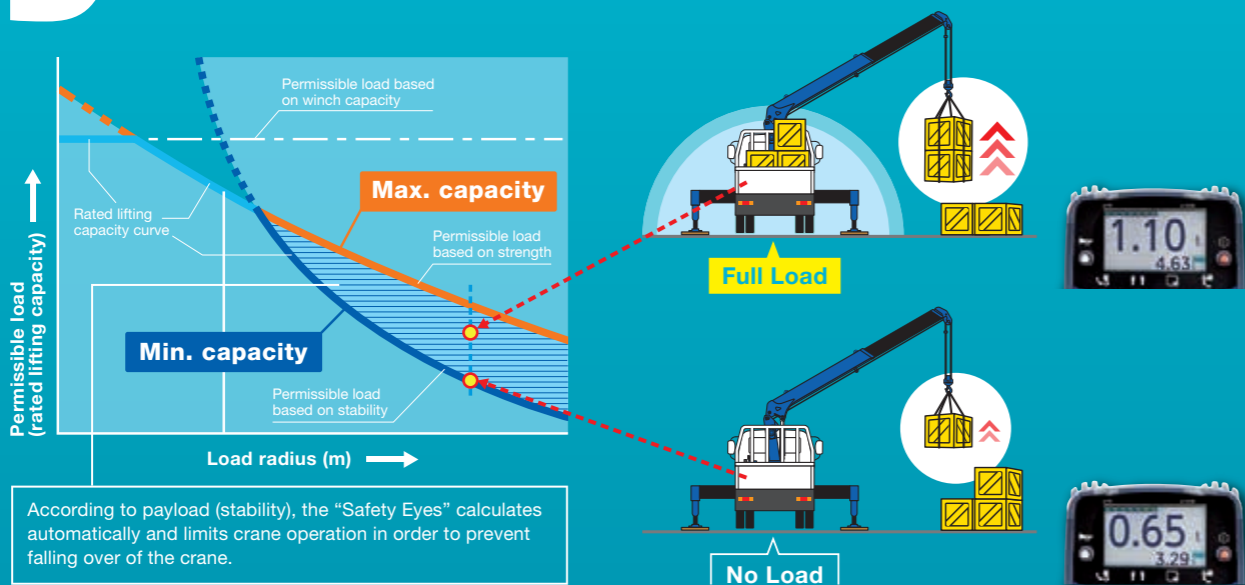 Permissible load based
on winch capacity
Max. capacity
Rated lifting
capacity curve
Permissible load
based on strength
Min. capacity
Permissible load
based on stability
Permissible load
(rated lifting capacity)
Load radius (m)
According to payload (stability), the “Safety Eyes” calculates
automatically and limits crane operation in order to prevent
falling over of the crane.
Full Load
1.10
4.63
No Load
0.65
3.29